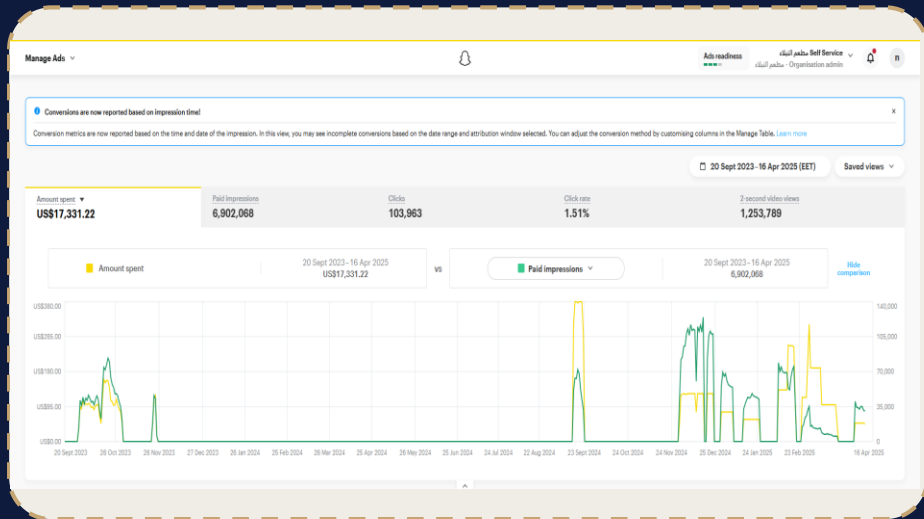 Manage Ads
Ads readiness
مطعم النبلاء Self Service
مطعم النبلاء - Organisation admin
n
Conversions are now reported based on impression time!
x
Conversion metrics are now reported based on the time and date of the impression. In this view, you may see incomplete conversions based on the date range and attribution window selected. You can adjust the conversion method by customising columns in the Manage Table. Learn more
20 Sept 2023-16 Apr 2025 (EET)
Saved views
Amount spent
Paid impressions
Clicks
Click rate
2-second video views
US$17,331.22
6,902,068
103,963
1.51%
1,253,789
Amount spent
20 Sept 2023-16 Apr 2025
US$17,331.22
vs
Paid impressions
20 Sept 2023-16 Apr 2025
6,902,068
Hide
comparison
US$380.00
140,000
US$285.00
105,000
US$190.00
70,000
US$95.00
35,000
US$0.00
0
20 Sept 2023
26 Oct 2023
26 Nov 2023
27 Dec 2023
26 Jan 2024
25 Feb 2024
26 Mar 2024
25 Apr 2024
26 May 2024
25 Jun 2024
24 Jul 2024
22 Aug 2024
23 Sept 2024
24 Oct 2024
24 Nov 2024
25 Dec 2024
24 Jan 2025
23 Feb 2025
16 Apr 2025